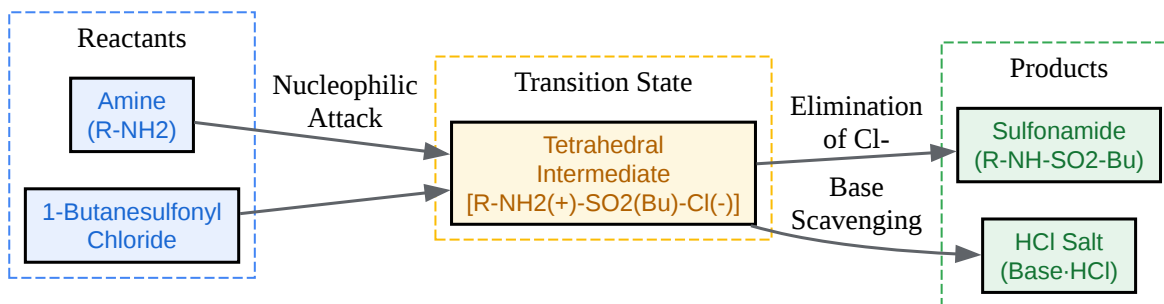 Reactants
Amine
(R-NH2)
1-Butanesulfonyl
Chloride
Nucleophilic
Attack
Transition State
Tetrahedral
Intermediate
[R-NH2(+)-SO2(Bu)-Cl(-)]
Elimination
of Cl-
Base
Scavenging
Products
Sulfonamide
(R-NH-SO2-Bu)
HCl Salt
(Base·HCl)